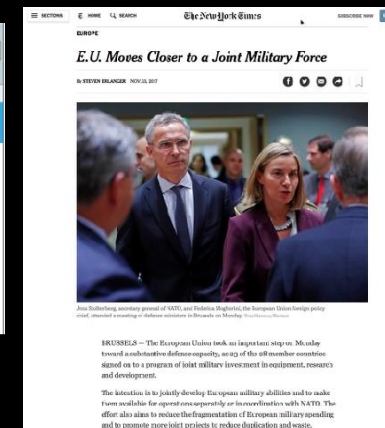 SECTIONS HOME SEARCH The New York Times SUBSCRIBE NOW
EUROPE
E.U. Moves Closer to a Joint Military Force
By STEVEN ERLANGER NOV. 13, 2017
Jens Stoltenberg, secretary general of NATO, and Federica Mogherini, the European Union foreign policy
chief, attended a meeting of defense ministers in Brussels on Monday.
BRUSSELS — The European Union took an important step on Monday
toward a substantive defense capacity, as 23 of the 28 member countries
signed on to a program of joint military investment in equipment, research
and development.
The intention is to jointly develop European military abilities and to make
them available for operations separately or in coordination with NATO. The
effort also aims to reduce the fragmentation of European military spending
and to promote more joint projects to reduce duplication and waste.